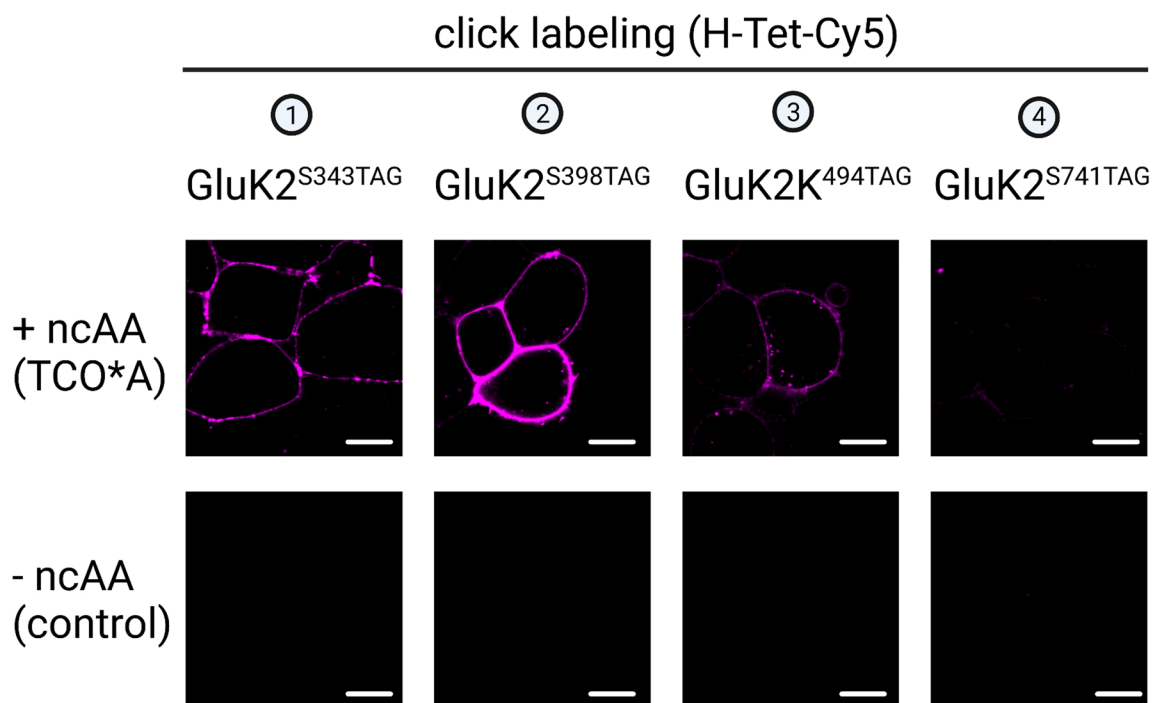 click labeling (H-Tet-Cy5)
1 2 3 4
GluK2S343TAG GluK2S398TAG GluK2K494TAG GluK2S741TAG
+ ncAA
(TCO*A)
- ncAA
(control)